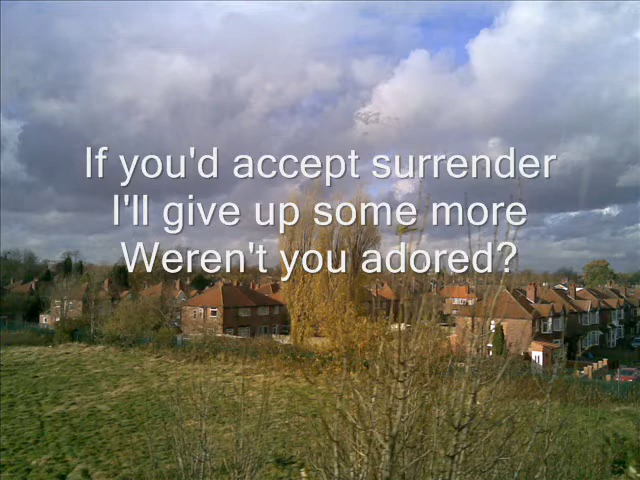 If you'd accept surrender
I'll give up some more
Weren't you adored?